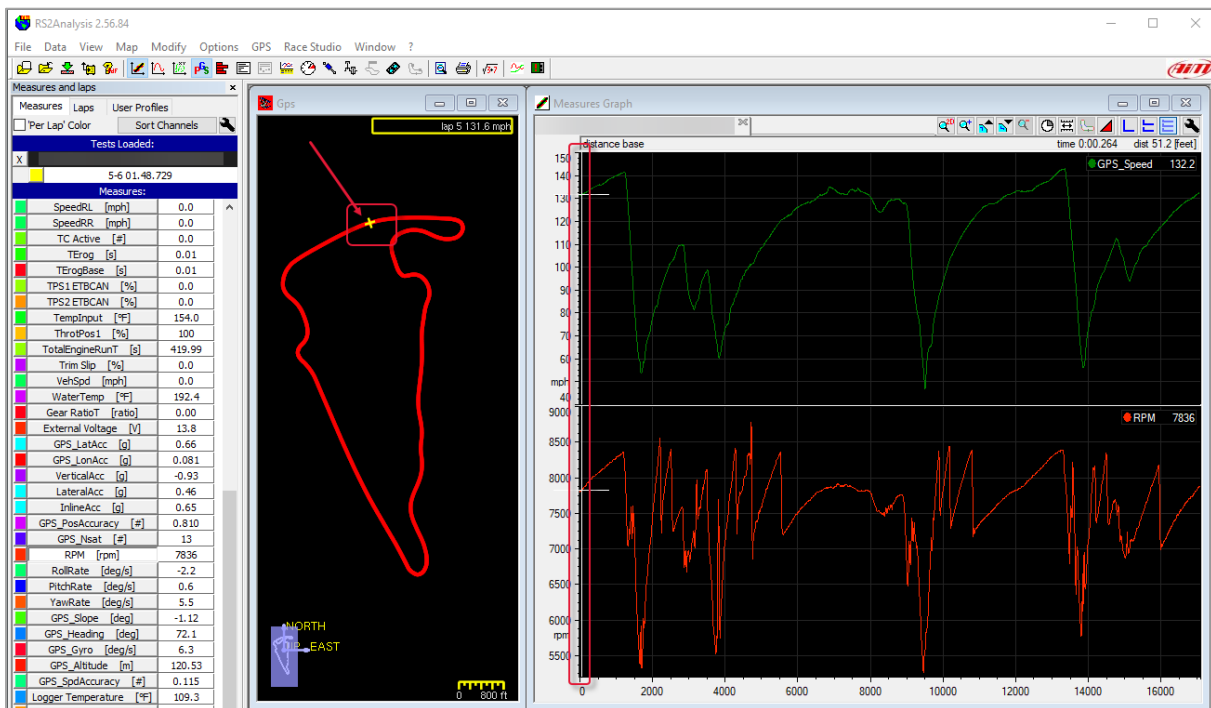 RS2Analysis 2.56.84
File Data View Map Modify Options GPS Race Studio Window ?
AiM
Measures and laps
Measures Laps User Profiles
'Per Lap' Color Sort Channels
Tests Loaded:
X
5-6 01.48.729
Measures:
SpeedRL [mph] 0.0
SpeedRR [mph] 0.0
TC Active [#] 0.0
TErog [s] 0.01
TErogBase [s] 0.01
TPS1 ETBCAN [%] 0.0
TPS2 ETBCAN [%] 0.0
TempInput [ºF] 154.0
ThrotPos1 [%] 100
TotalEngineRunT [s] 419.99
Trim Slip [%] 0.0
VehSpd [mph] 0.0
WaterTemp [ºF] 192.4
Gear RatioT [ratio] 0.00
External Voltage [V] 13.8
GPS_LatAcc [g] 0.66
GPS_LonAcc [g] 0.081
VerticalAcc [g] -0.93
LateralAcc [g] 0.46
InlineAcc [g] 0.65
GPS_PosAccuracy [#] 0.810
GPS_Nsat [#] 13
RPM [rpm] 7836
RollRate [deg/s] -2.2
PitchRate [deg/s] 0.6
YawRate [deg/s] 5.5
GPS_Slope [deg] -1.12
GPS_Heading [deg] 72.1
GPS_Gyro [deg/s] 6.3
GPS_Altitude [m] 120.53
GPS_SpdAccuracy [#] 0.115
Logger Temperature [ºF] 109.3
Gps
lap 5 131.6 mph
NORTH
EAST
0 800 ft
Measures Graph
distance base time 0:00.264 dist 51.2 [feet]
GPS_Speed 132.2
150
140
130
120
110
100
90
80
70
60
mph
40
RPM 7836
9000
8500
8000
7500
7000
6500
6000
rpm
5500
0 2000 4000 6000 8000 10000 12000 14000 16000